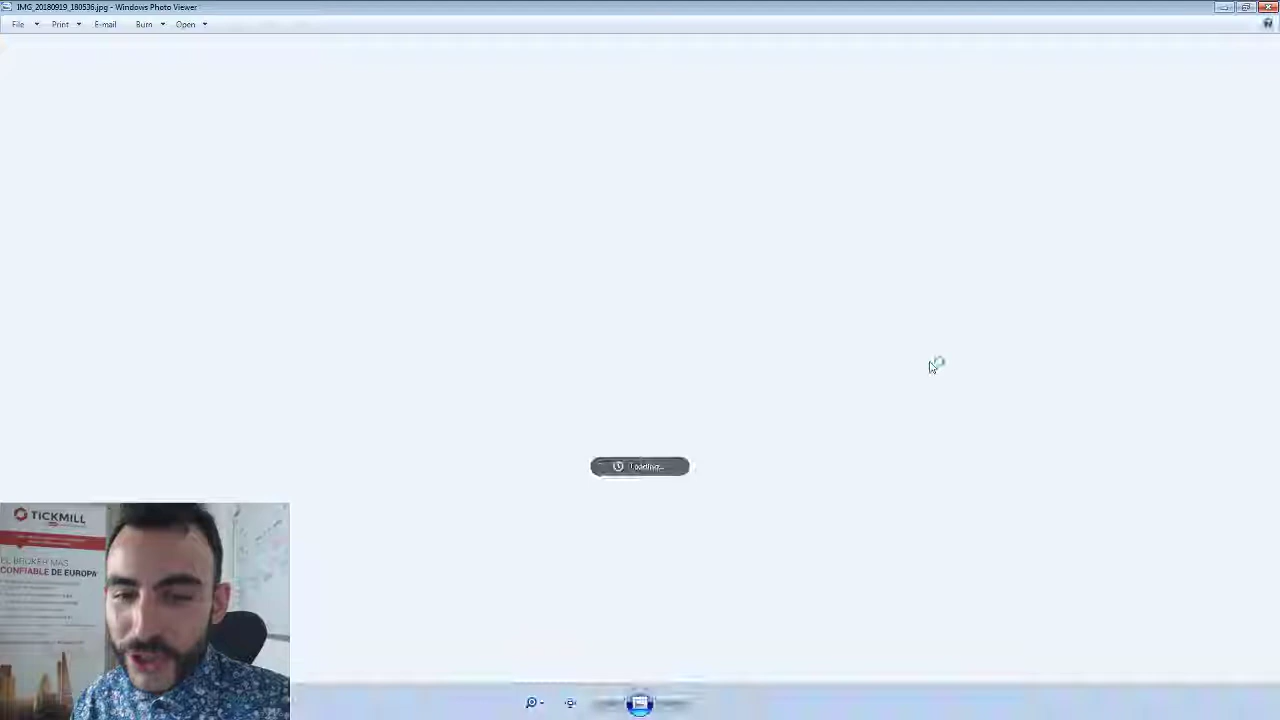 IMG_20180919_180536.jpg - Windows Photo Viewer
File Print E-mail Burn Open
Loading...
TICKMILL
EL BROKER MÁS
CONFIABLE DE EUROPA